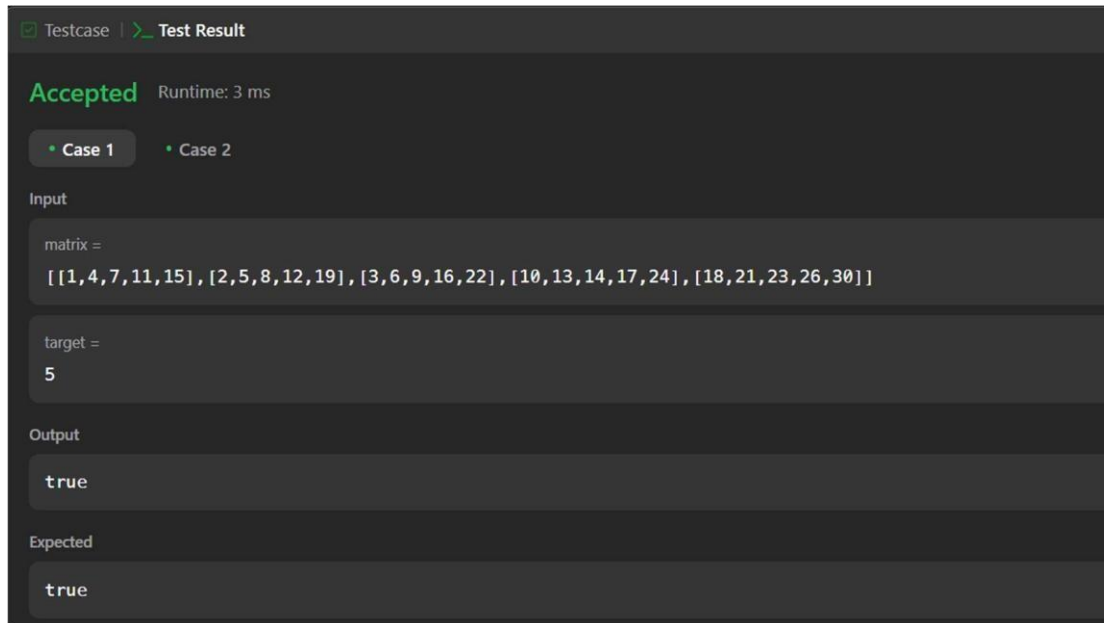 Testcase | >_ Test Result
Accepted Runtime: 3 ms
• Case 1 • Case 2
Input
matrix =
[[1,4,7,11,15],[2,5,8,12,19],[3,6,9,16,22],[10,13,14,17,24],[18,21,23,26,30]]
target =
5
Output
true
Expected
true